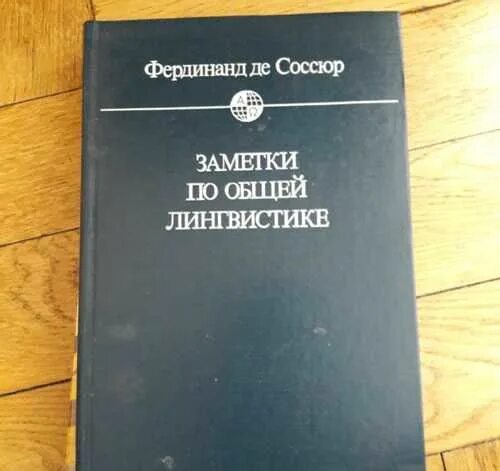 Фердинанд де Соссюр
А
Ω
ЗАМЕТКИ
ПО ОБЩЕЙ
ЛИНГВИСТИКЕ